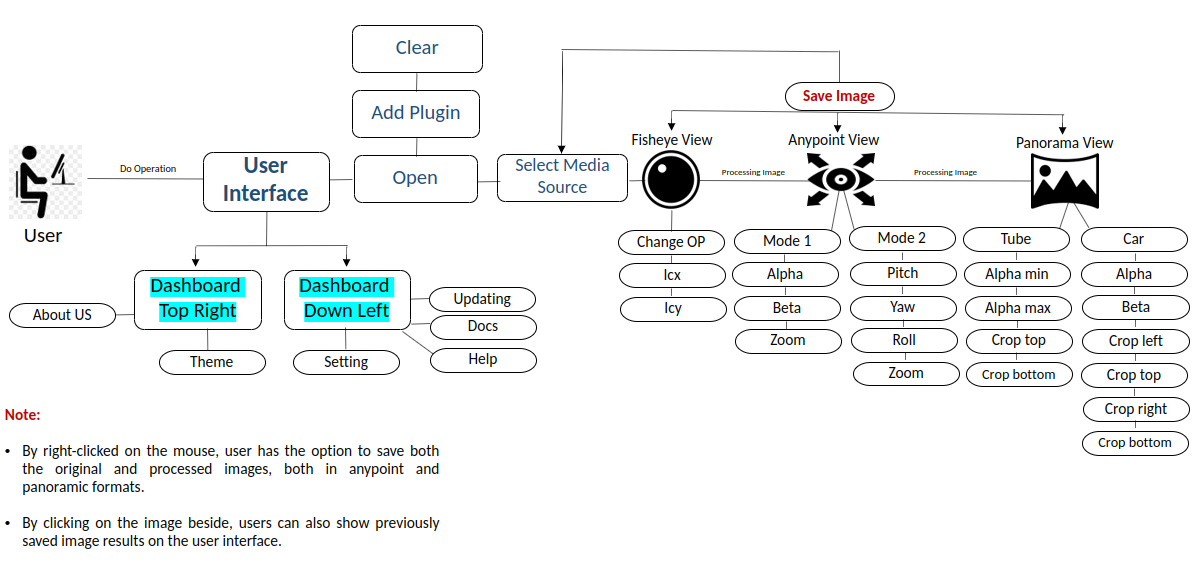 Clear
Add Plugin
Open
User
Interface
Do Operation
User
Select Media
Source
Save Image
Fisheye View
Anypoint View
Panorama View
Processing Image
Processing Image
Dashboard
Top Right
Dashboard
Down Left
About US
Theme
Setting
Updating
Docs
Help
Change OP
Icx
Icy
Mode 1
Alpha
Beta
Zoom
Mode 2
Pitch
Yaw
Roll
Zoom
Tube
Alpha min
Alpha max
Crop top
Crop bottom
Car
Alpha
Beta
Crop left
Crop top
Crop right
Crop bottom
Note:
• By right-clicked on the mouse, user has the option to save both
the original and processed images, both in anypoint and
panoramic formats.
• By clicking on the image beside, users can also show previously
saved image results on the user interface.